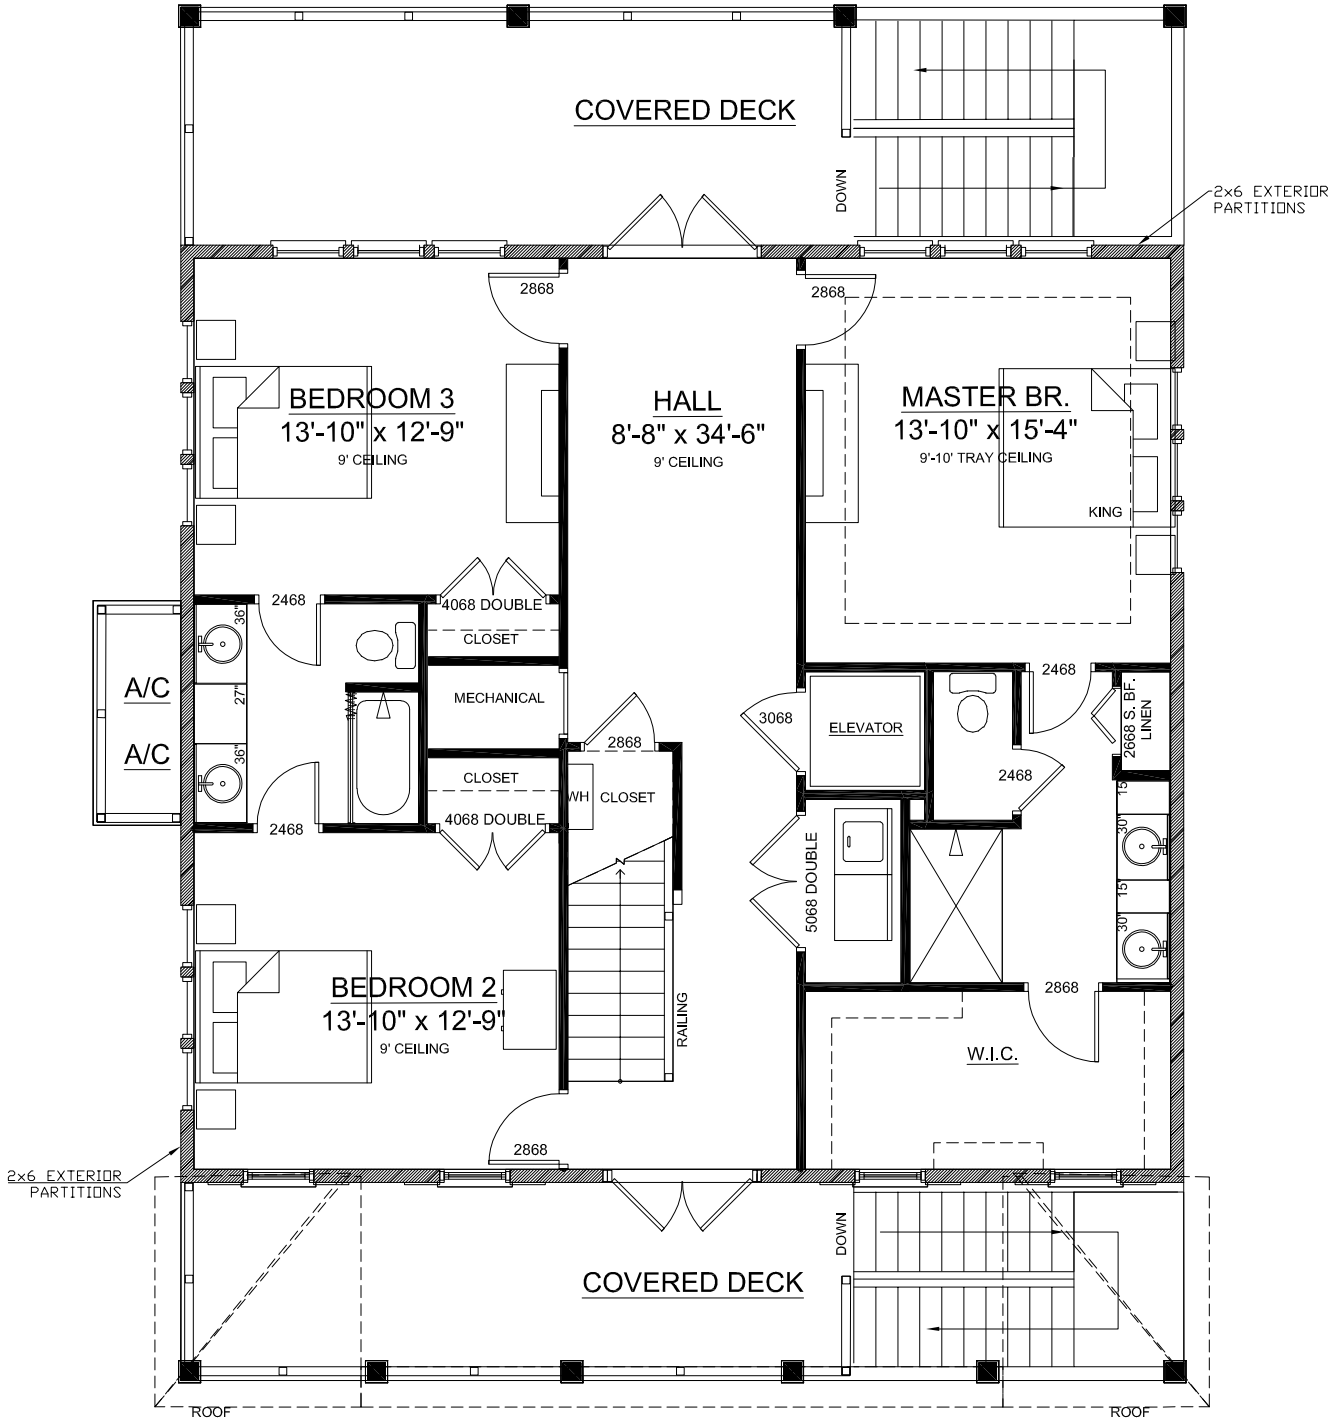 COVERED DECK
DOWN
2x6 EXTERIOR
PARTITIONS
2868
2868
BEDROOM 3
13'-10" x 12'-9"
9' CEILING
HALL
8'-8" x 34'-6"
9' CEILING
MASTER BR.
13'-10" x 15'-4"
9'-10' TRAY CEILING
KING
2468
4068 DOUBLE
CLOSET
36"
27"
36"
A/C
A/C
MECHANICAL
3068
ELEVATOR
2468
2668 S. BF.
LINEN
2868
2468
CLOSET
WH
CLOSET
4068 DOUBLE
2468
15"
30"
15"
30"
5068 DOUBLE
BEDROOM 2
13'-10" x 12'-9"
9' CEILING
RAILING
2868
W.I.C.
2868
2x6 EXTERIOR
PARTITIONS
DOWN
COVERED DECK
ROOF
ROOF